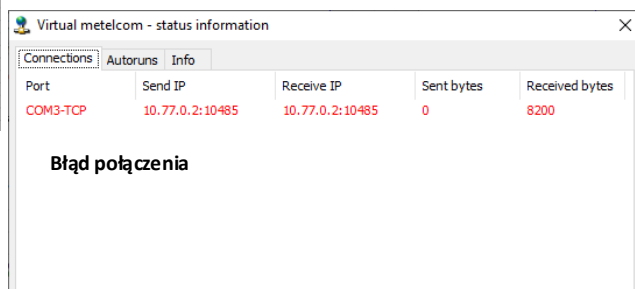 Virtual metelcom - status information
Connections Autoruns Info
Port Send IP Receive IP Sent bytes Received bytes
COM3-TCP 10.77.0.2:10485 10.77.0.2:10485 0 8200
Błąd połączenia